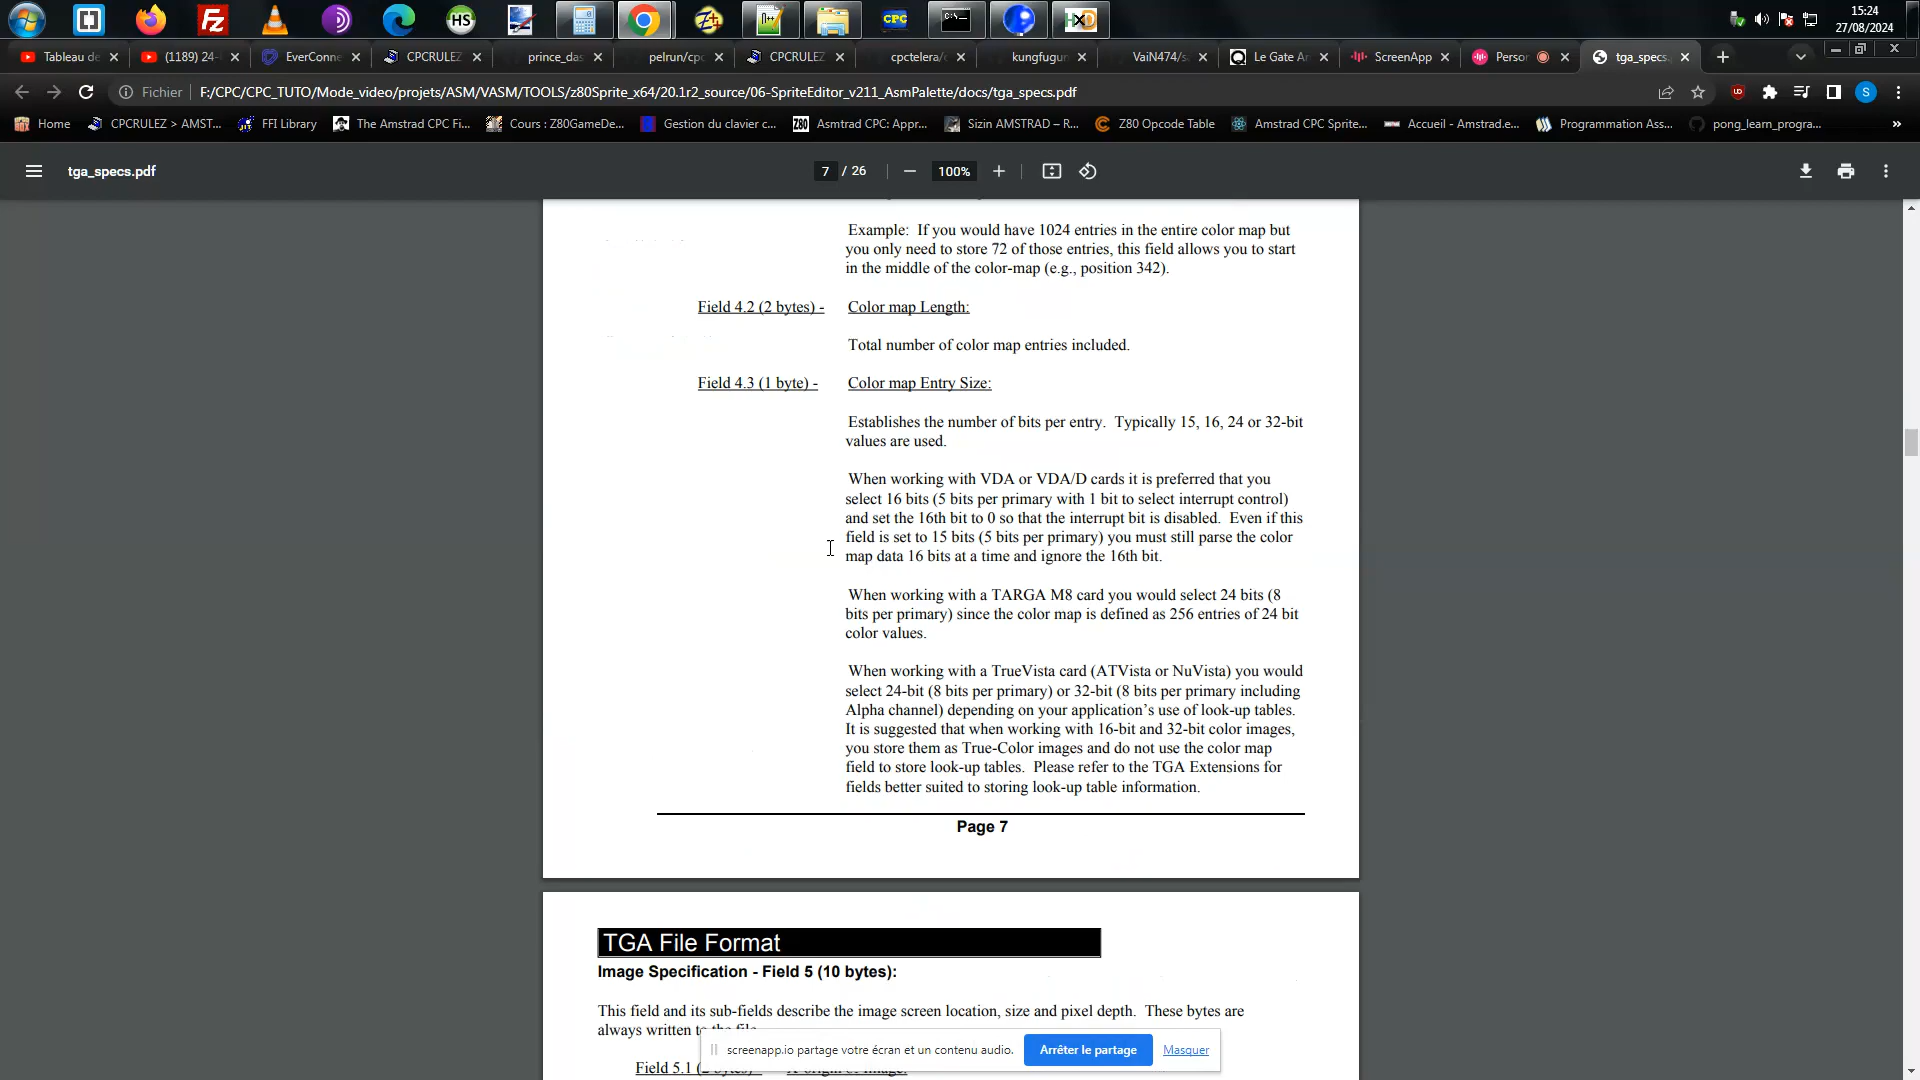 15:24
27/08/2024
Tableau de
(1189) 24-
EverConne
CPCRULEZ
prince_das
pelrun/cpc
CPCRULEZ
cpctelera/c
kungfugur
VaiN474/s
Le Gate Ar
ScreenApp
Person
tga_specs.
Fichier
F:/CPC/CPC_TUTO/Mode_video/projets/ASM/VASM/TOOLS/z80Sprite_x64/20.1r2_source/06-SpriteEditor_v211_AsmPalette/docs/tga_specs.pdf
Home
CPCRULEZ > AMST...
FFI Library
The Amstrad CPC Fi...
Cours : Z80GameDe...
Gestion du clavier c...
Asmtrad CPC: Appr...
Sizin AMSTRAD – R...
Z80 Opcode Table
Amstrad CPC Sprite...
Accueil - Amstrad.e...
Programmation Ass...
pong_learn_progra...
»
tga_specs.pdf
7 / 26
100%
Example: If you would have 1024 entries in the entire color map but
you only need to store 72 of those entries, this field allows you to start
in the middle of the color-map (e.g., position 342).
Field 4.2 (2 bytes) - Color map Length:
Total number of color map entries included.
Field 4.3 (1 byte) - Color map Entry Size:
Establishes the number of bits per entry. Typically 15, 16, 24 or 32-bit
values are used.
When working with VDA or VDA/D cards it is preferred that you
select 16 bits (5 bits per primary with 1 bit to select interrupt control)
and set the 16th bit to 0 so that the interrupt bit is disabled. Even if this
field is set to 15 bits (5 bits per primary) you must still parse the color
map data 16 bits at a time and ignore the 16th bit.
When working with a TARGA M8 card you would select 24 bits (8
bits per primary) since the color map is defined as 256 entries of 24 bit
color values.
When working with a TrueVista card (ATVista or NuVista) you would
select 24-bit (8 bits per primary) or 32-bit (8 bits per primary including
Alpha channel) depending on your application's use of look-up tables.
It is suggested that when working with 16-bit and 32-bit color images,
you store them as True-Color images and do not use the color map
field to store look-up tables. Please refer to the TGA Extensions for
fields better suited to storing look-up table information.
Page 7
TGA File Format
Image Specification - Field 5 (10 bytes):
This field and its sub-fields describe the image screen location, size and pixel depth. These bytes are
always written to the file.
screenapp.io partage votre écran et un contenu audio.
Arrêter le partage
Masquer
Field 5.1 (2 bytes) - X-origin of Image: